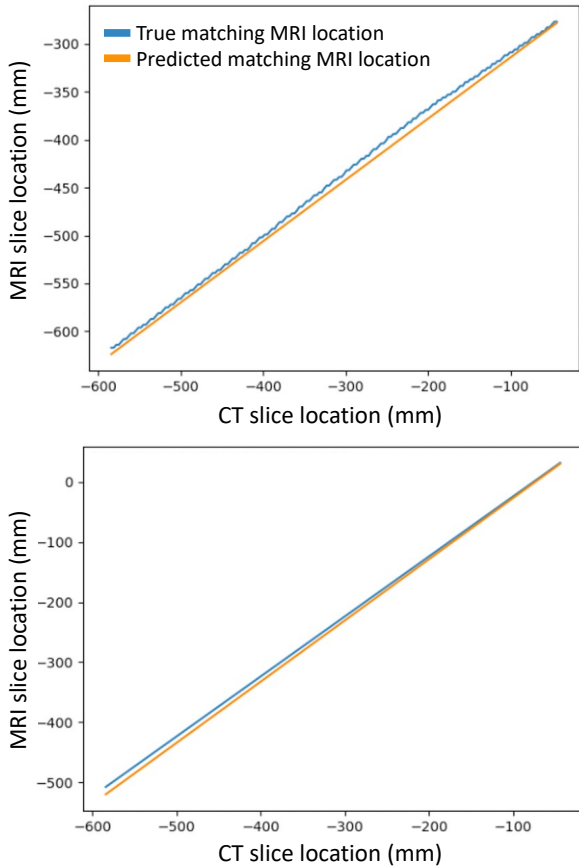 True matching MRI location
Predicted matching MRI location
MRI slice location (mm)
−300
−350
−400
−450
−500
−550
−600
−600 −500 −400 −300 −200 −100
CT slice location (mm)
MRI slice location (mm)
0
−100
−200
−300
−400
−500
−600 −500 −400 −300 −200 −100
CT slice location (mm)